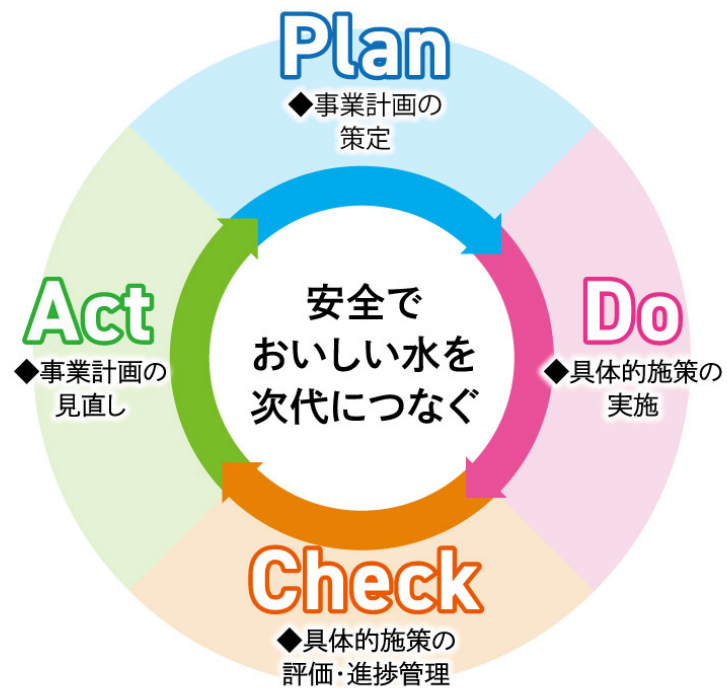 Plan
◆事業計画の
策定
Do
◆具体的施策の
実施
Check
◆具体的施策の
評価・進捗管理
Act
◆事業計画の
見直し
安全で
おいしい水を
次代につなぐ